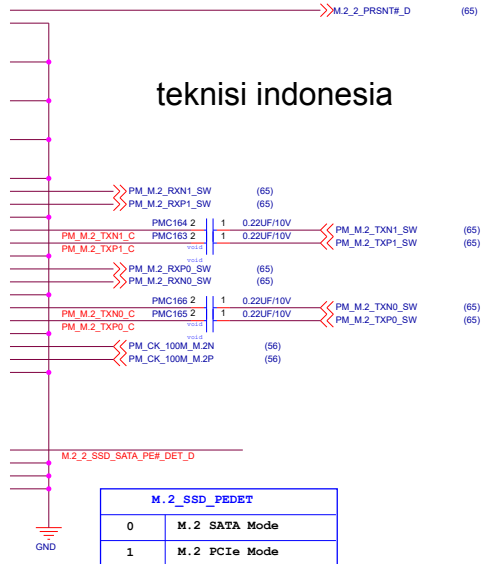 M.2_2_PRSNT#_D (65)
teknisi indonesia
PM_M.2_RXN1_SW (65)
PM_M.2_RXP1_SW (65)
PMC164 2 1 0.22UF/10V PM_M.2_TXN1_SW (65)
PM_M.2_TXN1_C PMC163 2 1 0.22UF/10V PM_M.2_TXP1_SW (65)
PM_M.2_TXP1_C void
void
PM_M.2_RXP0_SW (65)
PM_M.2_RXN0_SW (65)
PMC166 2 1 0.22UF/10V PM_M.2_TXN0_SW (65)
PM_M.2_TXN0_C PMC165 2 1 0.22UF/10V PM_M.2_TXP0_SW (65)
PM_M.2_TXP0_C void
void
PM_CK_100M_M.2N (56)
PM_CK_100M_M.2P (56)
M.2_2_SSD_SATA_PE#_DET_D
M.2_SSD_PEDET
0 M.2 SATA Mode
1 M.2 PCIe Mode
GND